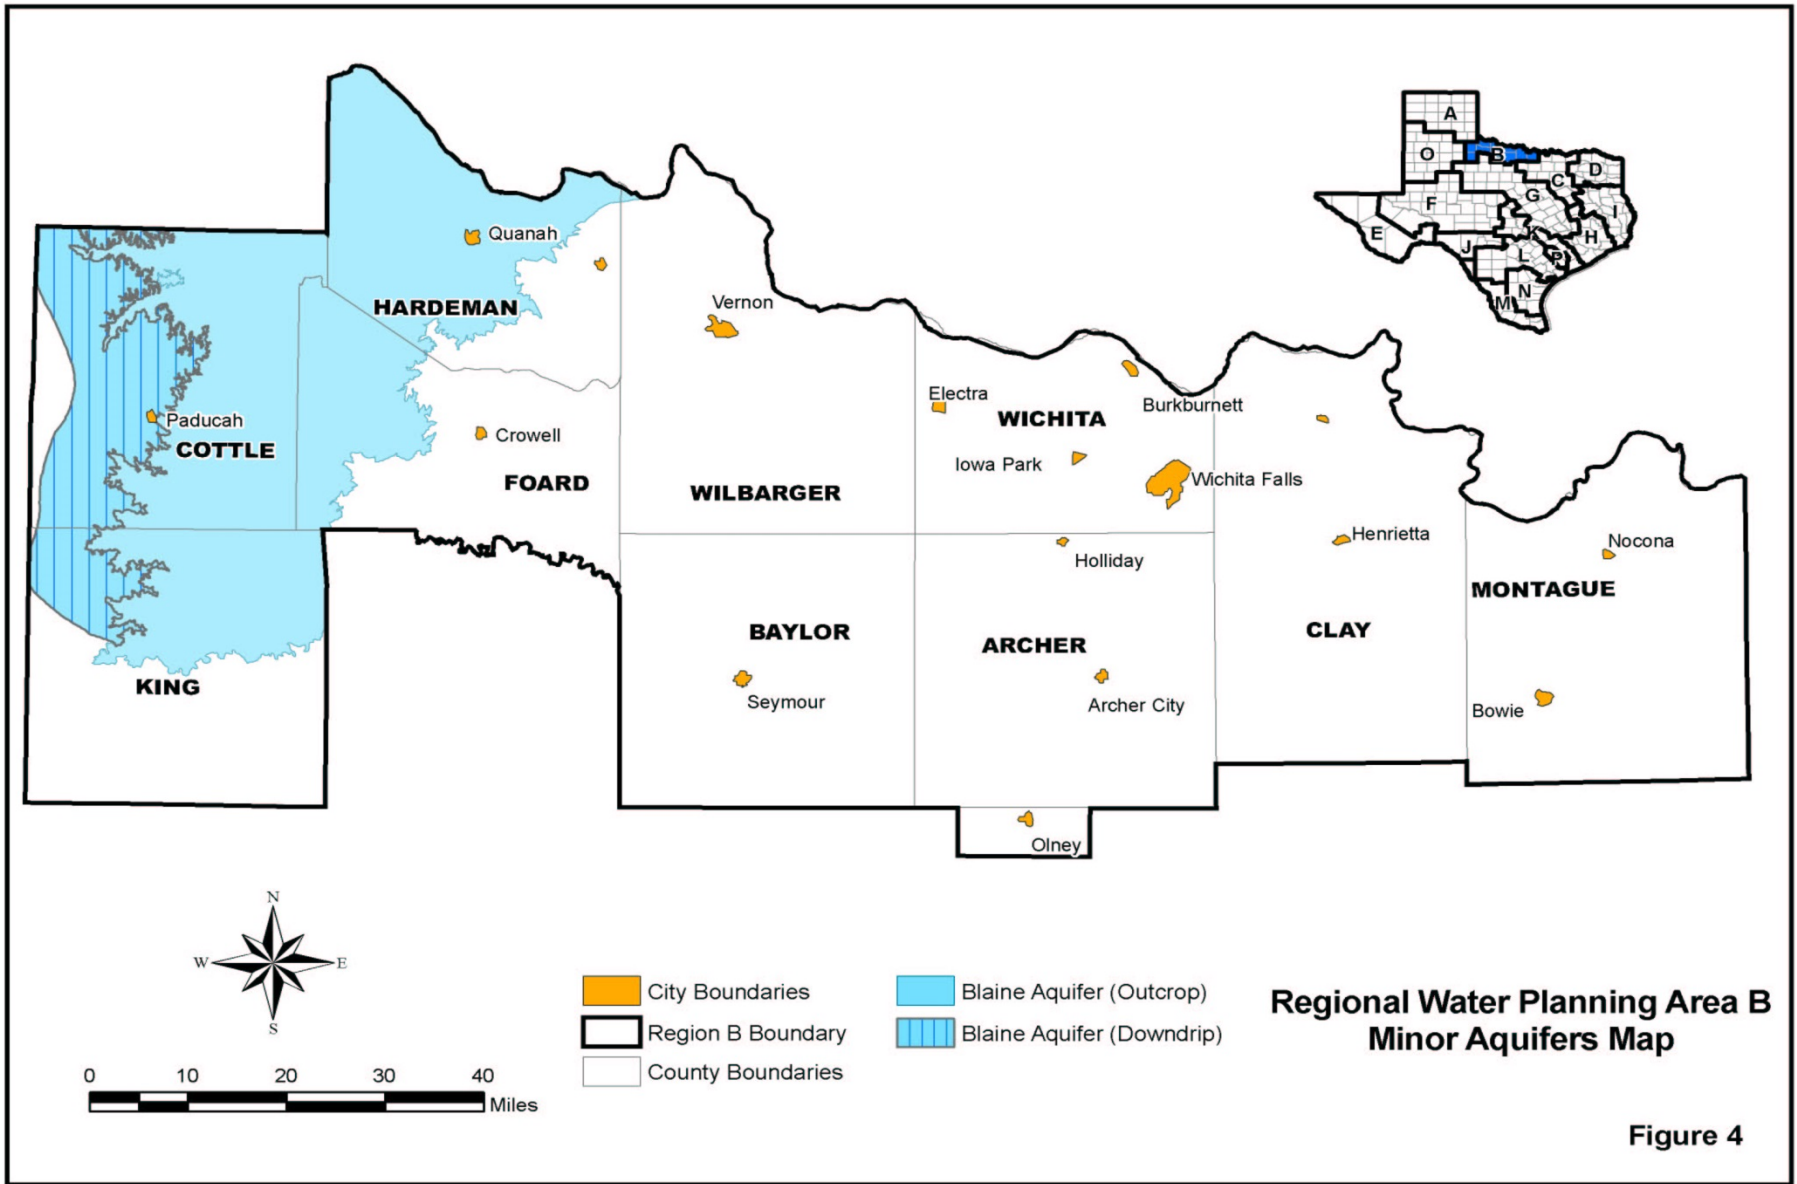 A
O
B
C
D
G
F
I
E
K
H
J
L
P
N
M
Quanah
HARDEMAN
Vernon
Electra
WICHITA
Burkburnett
Paducah
COTTLE
Crowell
FOARD
WILBARGER
Iowa Park
Wichita Falls
Henrietta
Nocona
Holliday
MONTAGUE
BAYLOR
ARCHER
CLAY
KING
Seymour
Archer City
Bowie
Olney
N
W
E
S
City Boundaries
Region B Boundary
County Boundaries
Blaine Aquifer (Outcrop)
Blaine Aquifer (Downdrip)
Regional Water Planning Area B
Minor Aquifers Map
0 10 20 30 40
Miles
Figure 4